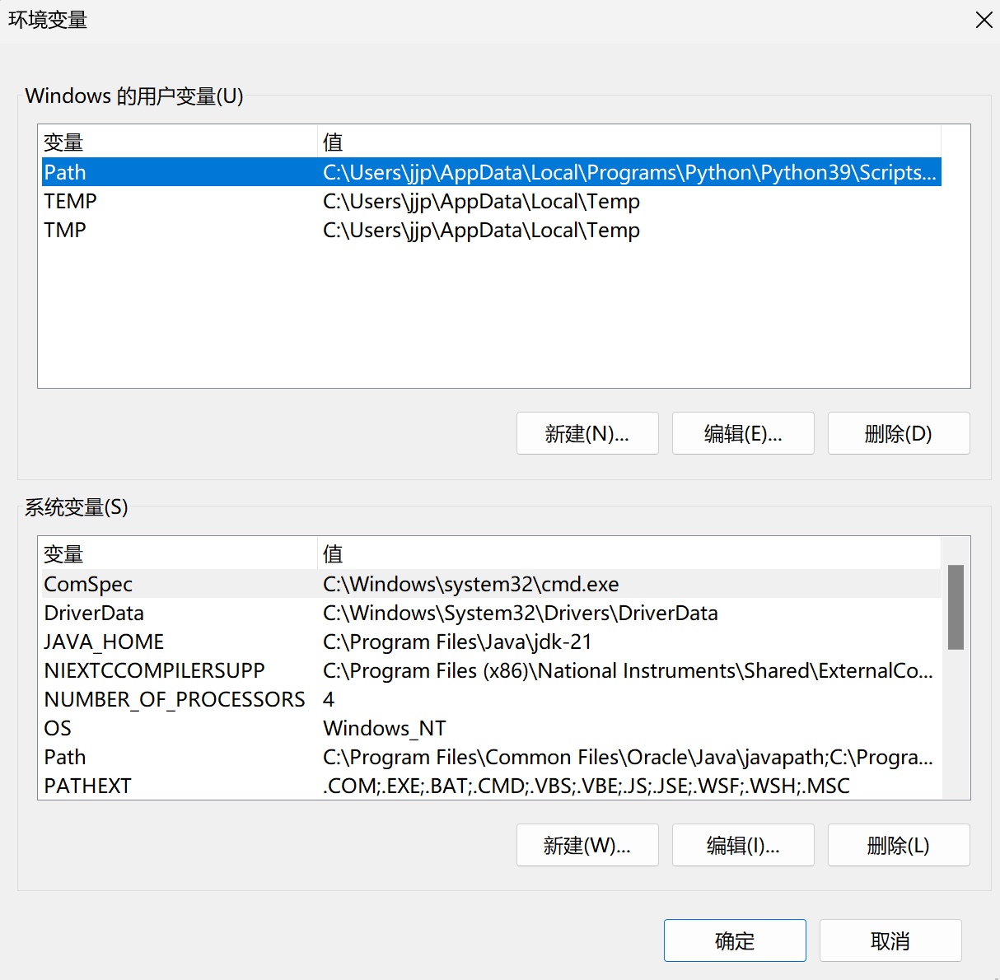 环境变量
Windows 的用户变量(U)
变量 值
Path C:\Users\jjp\AppData\Local\Programs\Python\Python39\Scripts...
TEMP C:\Users\jjp\AppData\Local\Temp
TMP C:\Users\jjp\AppData\Local\Temp
新建(N)... 编辑(E)... 删除(D)
系统变量(S)
变量 值
ComSpec C:\Windows\system32\cmd.exe
DriverData C:\Windows\System32\Drivers\DriverData
JAVA_HOME C:\Program Files\Java\jdk-21
NIEXTCCOMPILERSUPP C:\Program Files (x86)\National Instruments\Shared\ExternalCo...
NUMBER_OF_PROCESSORS 4
OS Windows_NT
Path C:\Program Files\Common Files\Oracle\Java\javapath;C:\Progra...
PATHEXT .COM;.EXE;.BAT;.CMD;.VBS;.VBE;.JS;.JSE;.WSF;.WSH;.MSC
新建(W)... 编辑(I)... 删除(L)
确定 取消